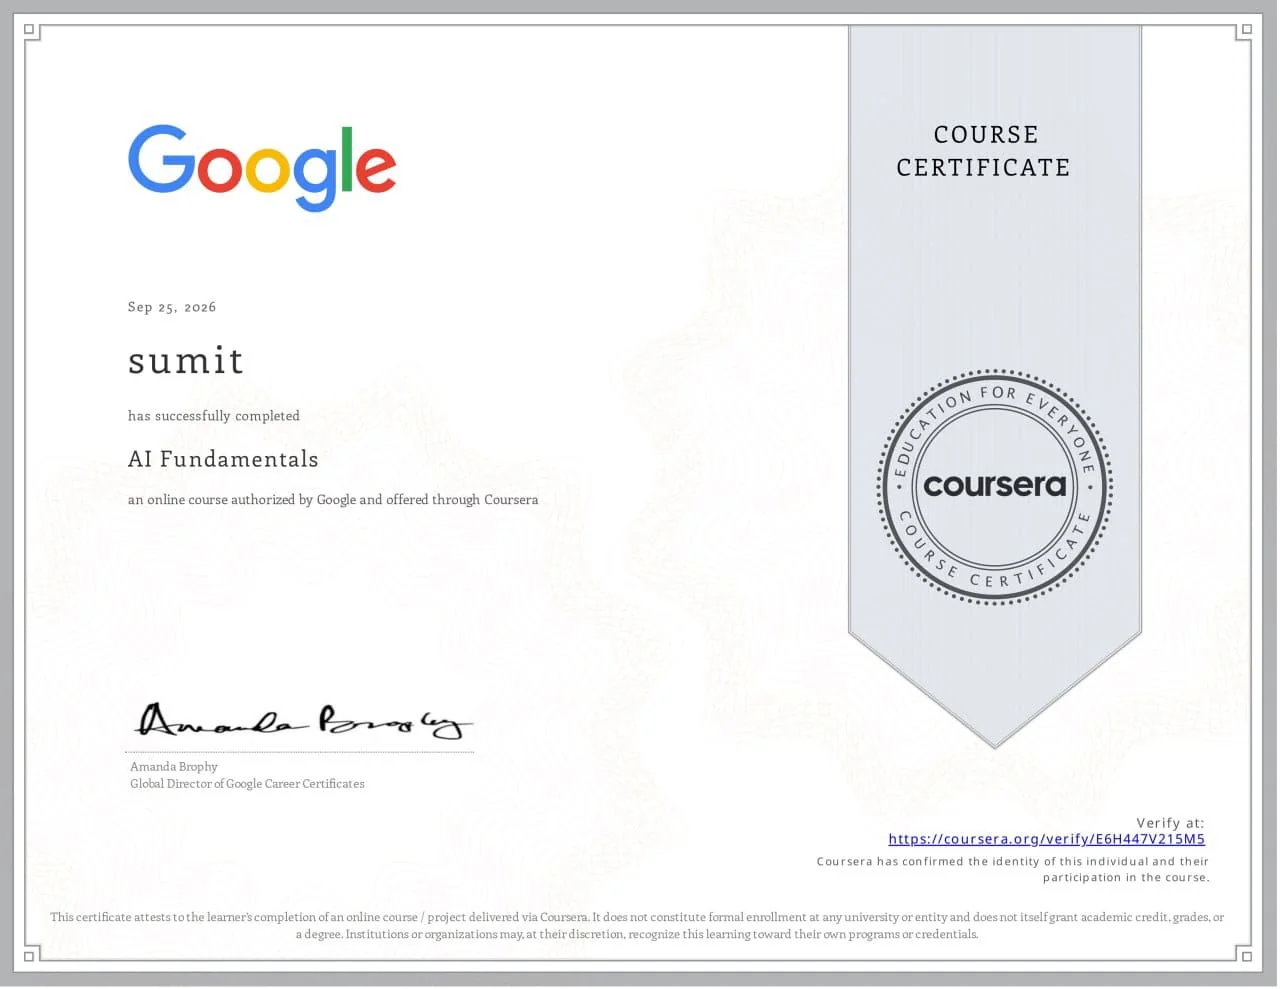 Google
COURSE
CERTIFICATE
Sep 25, 2026
sumit
has successfully completed
AI Fundamentals
an online course authorized by Google and offered through Coursera
EDUCATION FOR EVERYONE
coursera
COURSE CERTIFICATE
Amanda Brophy
Amanda Brophy
Global Director of Google Career Certificates
Verify at:
https://coursera.org/verify/E6H447V215M5
Coursera has confirmed the identity of this individual and their
participation in the course.
This certificate attests to the learner's completion of an online course / project delivered via Coursera. It does not constitute formal enrollment at any university or entity and does not itself grant academic credit, grades, or
a degree. Institutions or organizations may, at their discretion, recognize this learning toward their own programs or credentials.